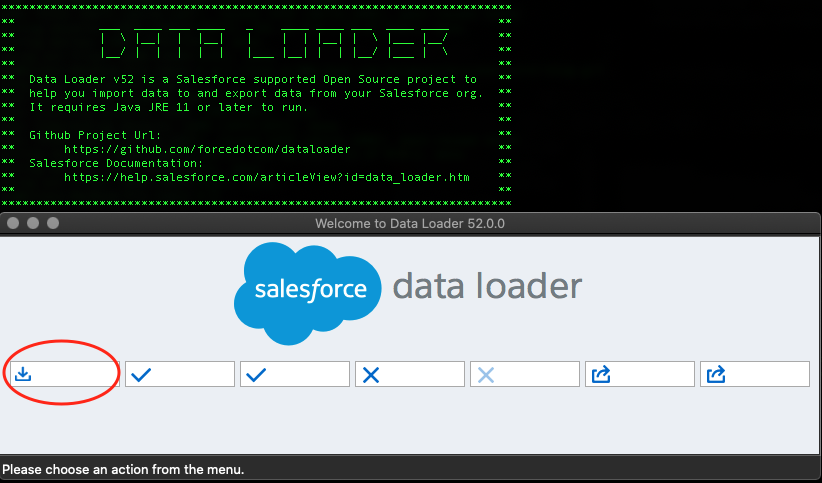 DATA LOADER
Data Loader v52 is a Salesforce supported Open Source project to
help you import data to and export data from your Salesforce org.
It requires Java JRE 11 or later to run.
Github Project Url:
https://github.com/forcedotcom/dataloader
Salesforce Documentation:
https://help.salesforce.com/articleView?id=data_loader.htm
Welcome to Data Loader 52.0.0
salesforce data loader
Please choose an action from the menu.